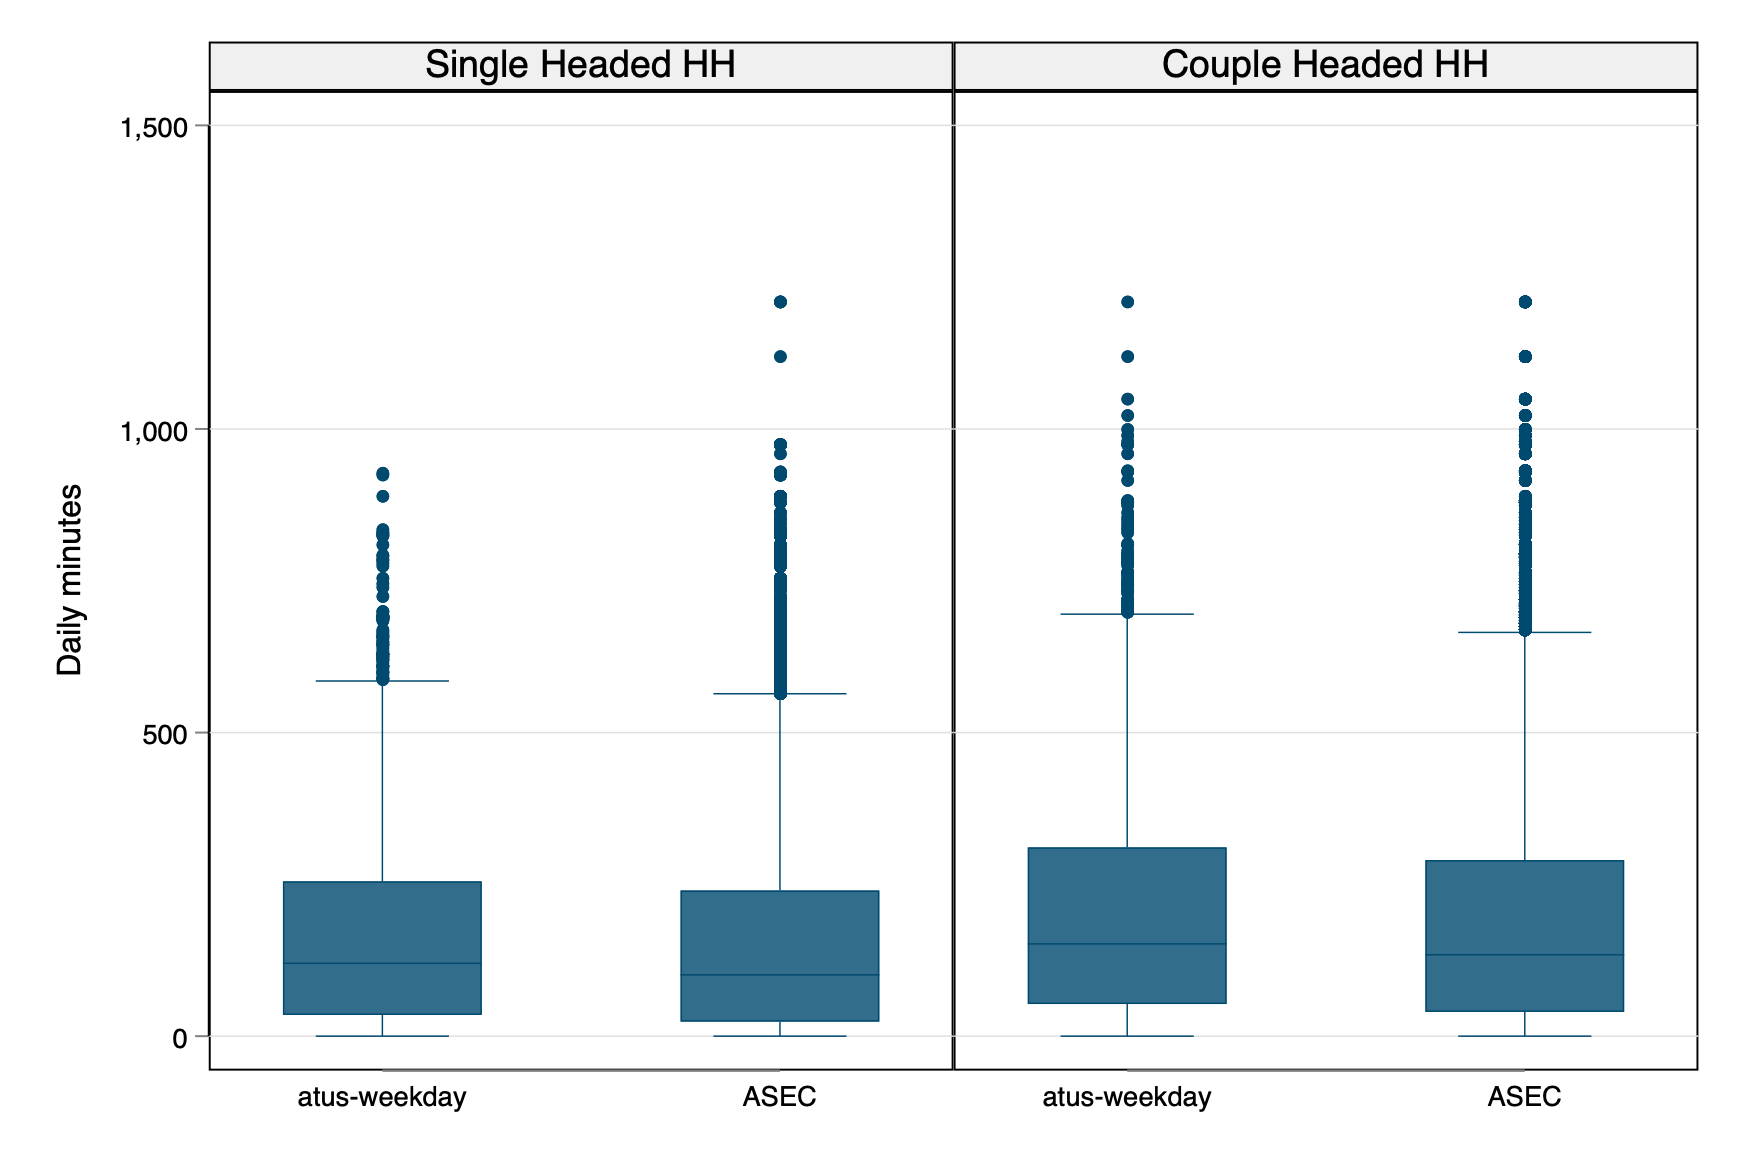 Single Headed HH
Couple Headed HH
1,500
1,000
500
0
Daily minutes
atus-weekday
ASEC
atus-weekday
ASEC